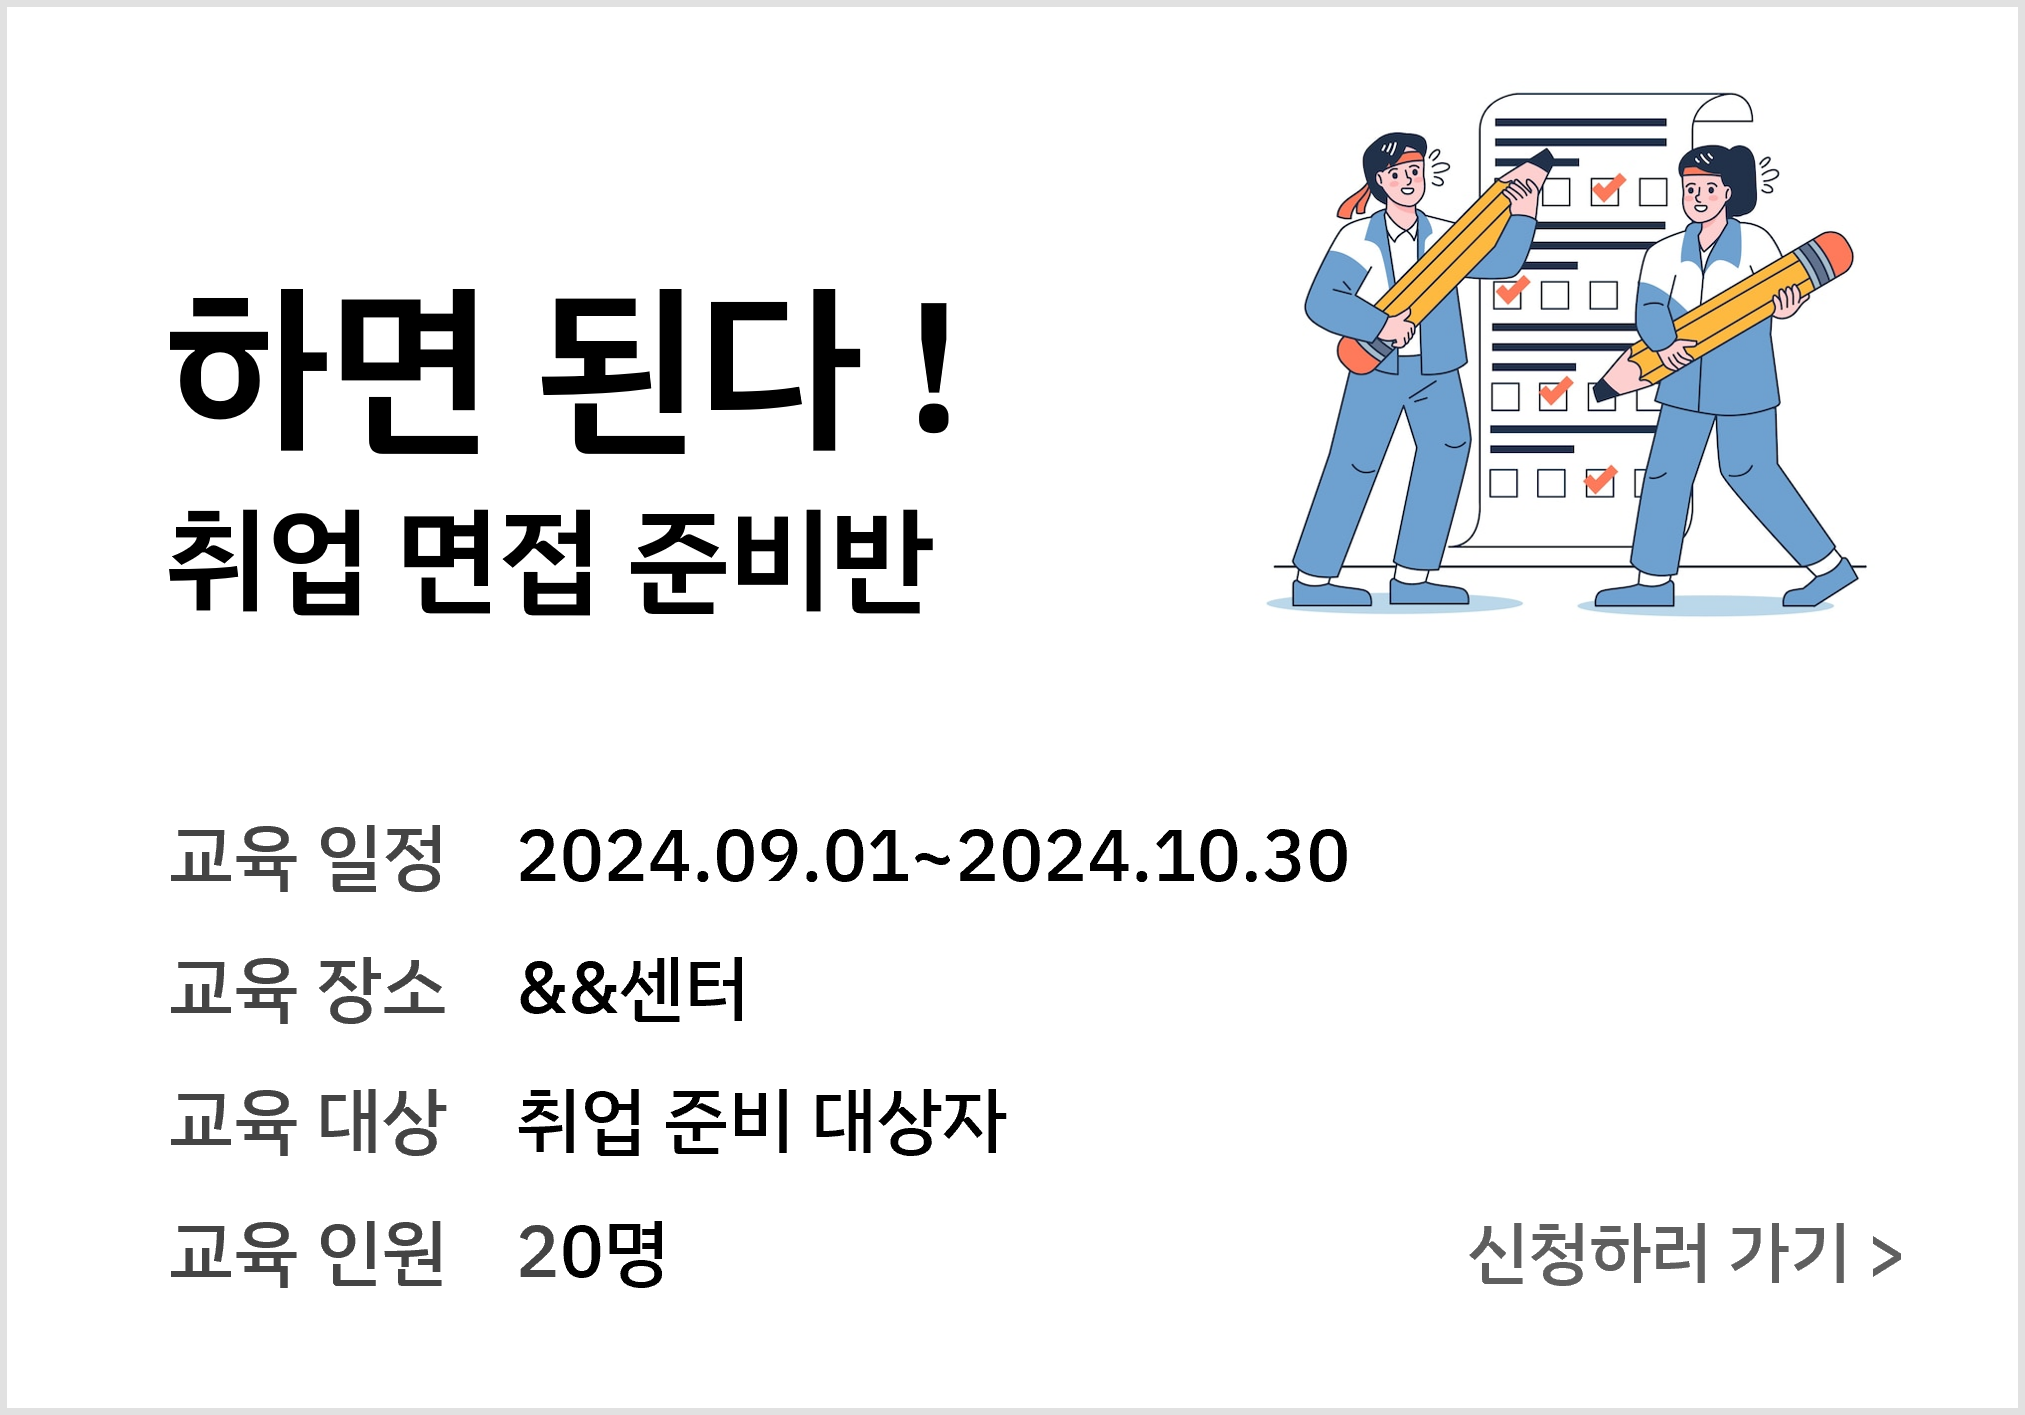 하면 된다 !
취업 면접 준비반
교육 일정 2024.09.01~2024.10.30
교육 장소 &&센터
교육 대상 취업 준비 대상자
교육 인원 20명
신청하러 가기 >